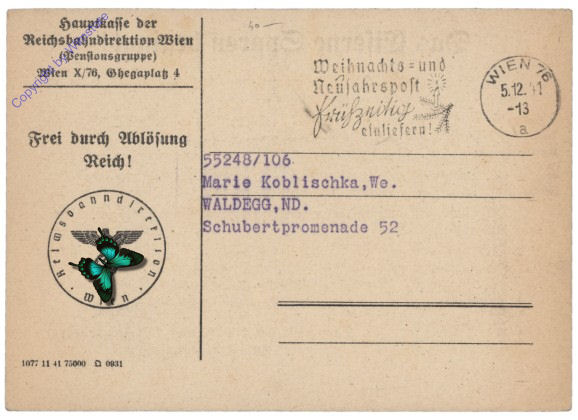 Hauptkasse der
Reichsbahndirektion Wien
(Pensionsgruppe)
Wien X/76, Ghegaplatz 4
Frei durch Ablösung
Reich!
Reichsbahndirektion
· Wien ·
1077 11 41 75000 0931
40 —
Weihnachts= und
Neujahrspost
frühzeitig
einliefern!
WIEN 76
5.12.41
-13
a
55248/106
Marie Koblischka,We.
WALDEGG,ND.
Schubertpromenade 52